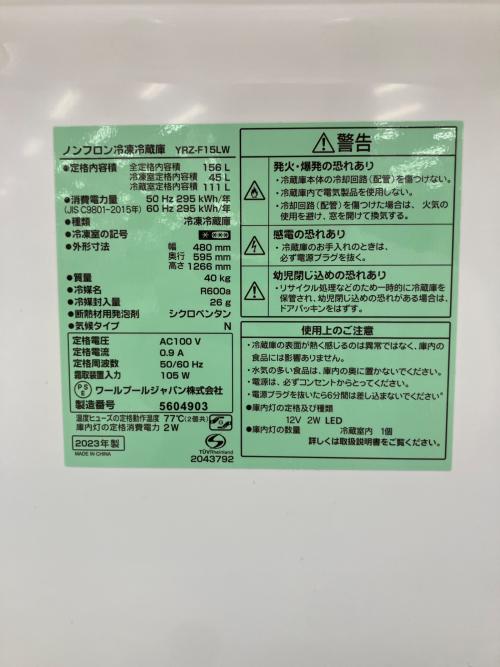 ノンフロン冷凍冷蔵庫 YRZ-F15LW
●定格内容積 全定格内容積 156 L
冷凍室定格内容積 45 L
冷蔵室定格内容積 111 L
●消費電力量 50 Hz 295 kWh/年
(JIS C9801-2015年) 60 Hz 295 kWh/年
●種類 冷凍冷蔵庫
●冷凍室の記号
●外形寸法 幅 480 mm
奥行 595 mm
高さ 1266 mm
●質量 40 kg
●冷媒名 R600a
●冷媒封入量 26 g
●断熱材用発泡剤 シクロペンタン
●気候タイプ N
定格電圧 AC100 V
定格電流 0.9 A
定格周波数 50/60 Hz
霜取装置入力 105 W
PSE ワールプールジャパン株式会社
製造番号 5604903
温度ヒューズの定格動作温度 77℃(2個共)
庫内灯の定格消費電力 2W
2023年製
MADE IN CHINA
TÜVRheinland
2043792
警告
発火・爆発の恐れあり
・冷蔵庫本体の冷却回路(配管)を傷つけない。
・冷蔵庫内で電気製品を使用しない。
・冷却回路(配管)を傷つけた場合は、火気の
使用を避け、窓を開けて換気する。
感電の恐れあり
・冷蔵庫のお手入れのときは、
必ず電源プラグを抜く。
幼児閉じ込めの恐れあり
・リサイクル処理などのため一時的に冷蔵庫を
保管され、幼児閉じ込めの恐れがある場合は、
ドアパッキンをはずす。
使用上のご注意
・冷蔵庫の表面が熱く感じるのは異常ではなく、庫内の
食品には影響ありません。
・水気の多い食品は、庫内の奥に置かないでください。
・電源は、必ずコンセントからとってください。
・電源プラグを抜いたら6分間は差し込まないでください
●庫内灯の定格及び種類
12V 2W LED
●庫内灯の数量 冷蔵室内 1個
詳しくは取扱説明書をご覧ください。